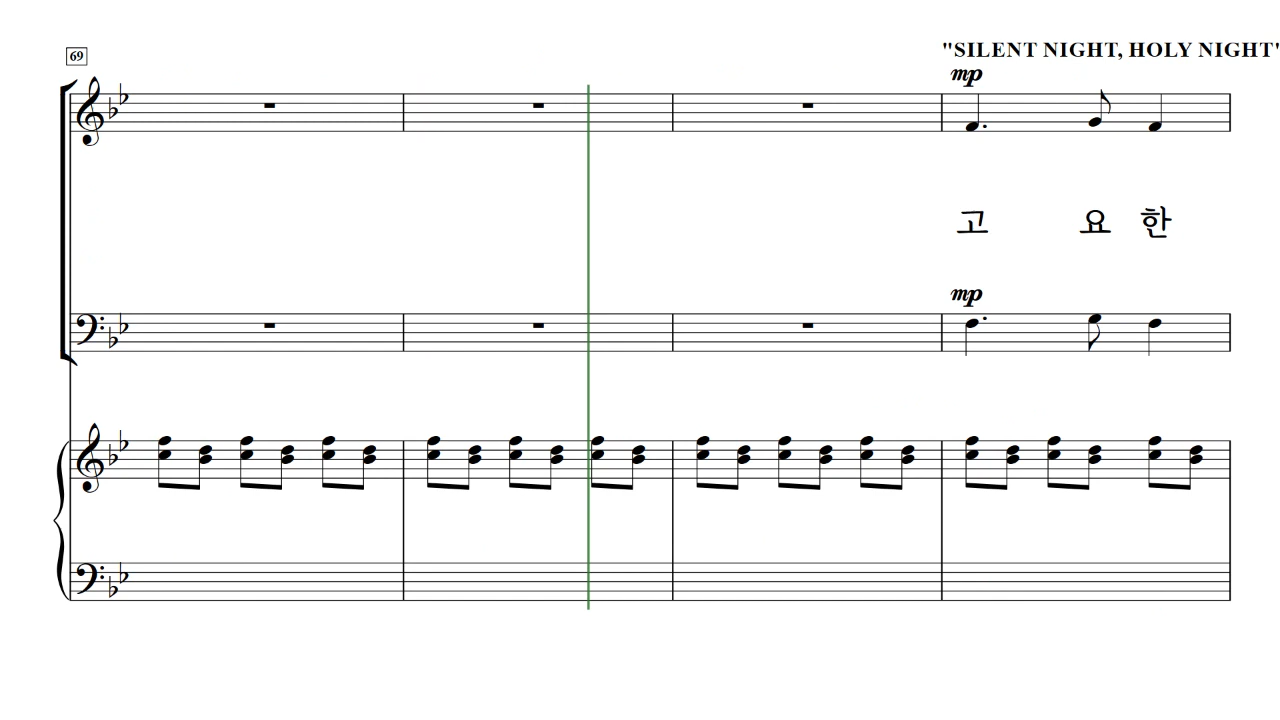 69
"SILENT NIGHT, HOLY NIGHT"
mp
고 요 한
mp